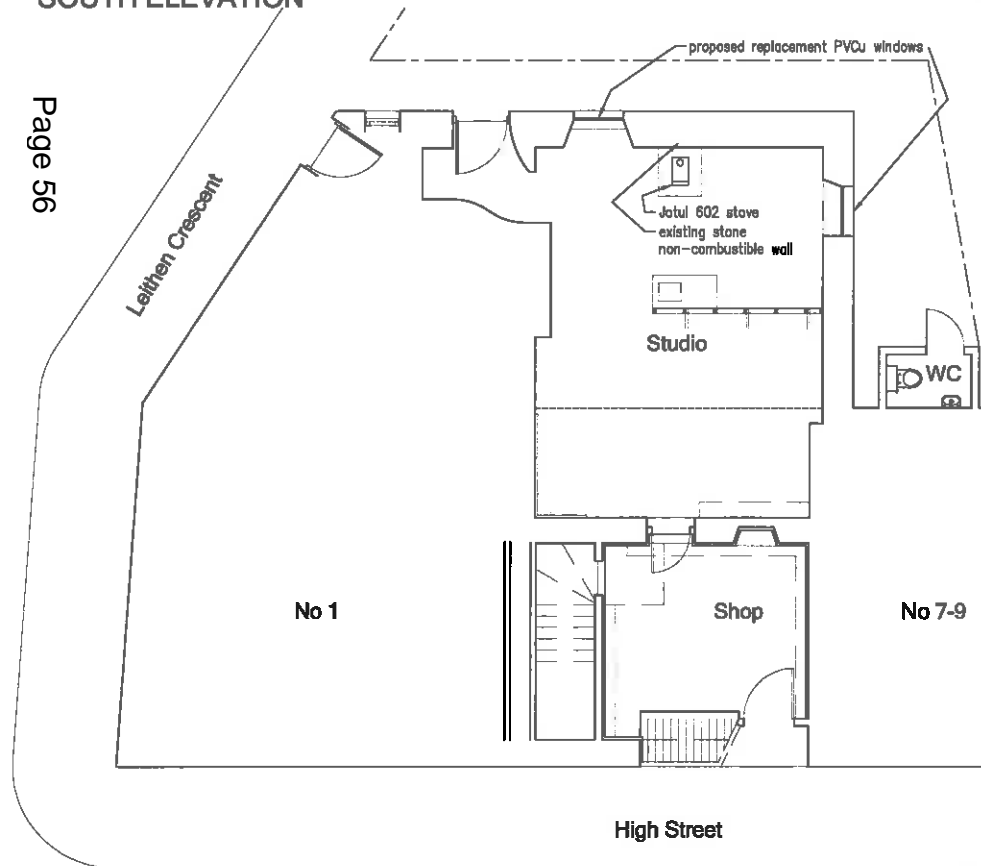 SOUTH ELEVATION
proposed replacement PVCu windows
Page 56
Leithen Crescent
Jotul 602 stove
existing stone
non-combustible wall
Studio
WC
No 1
Shop
No 7-9
High Street